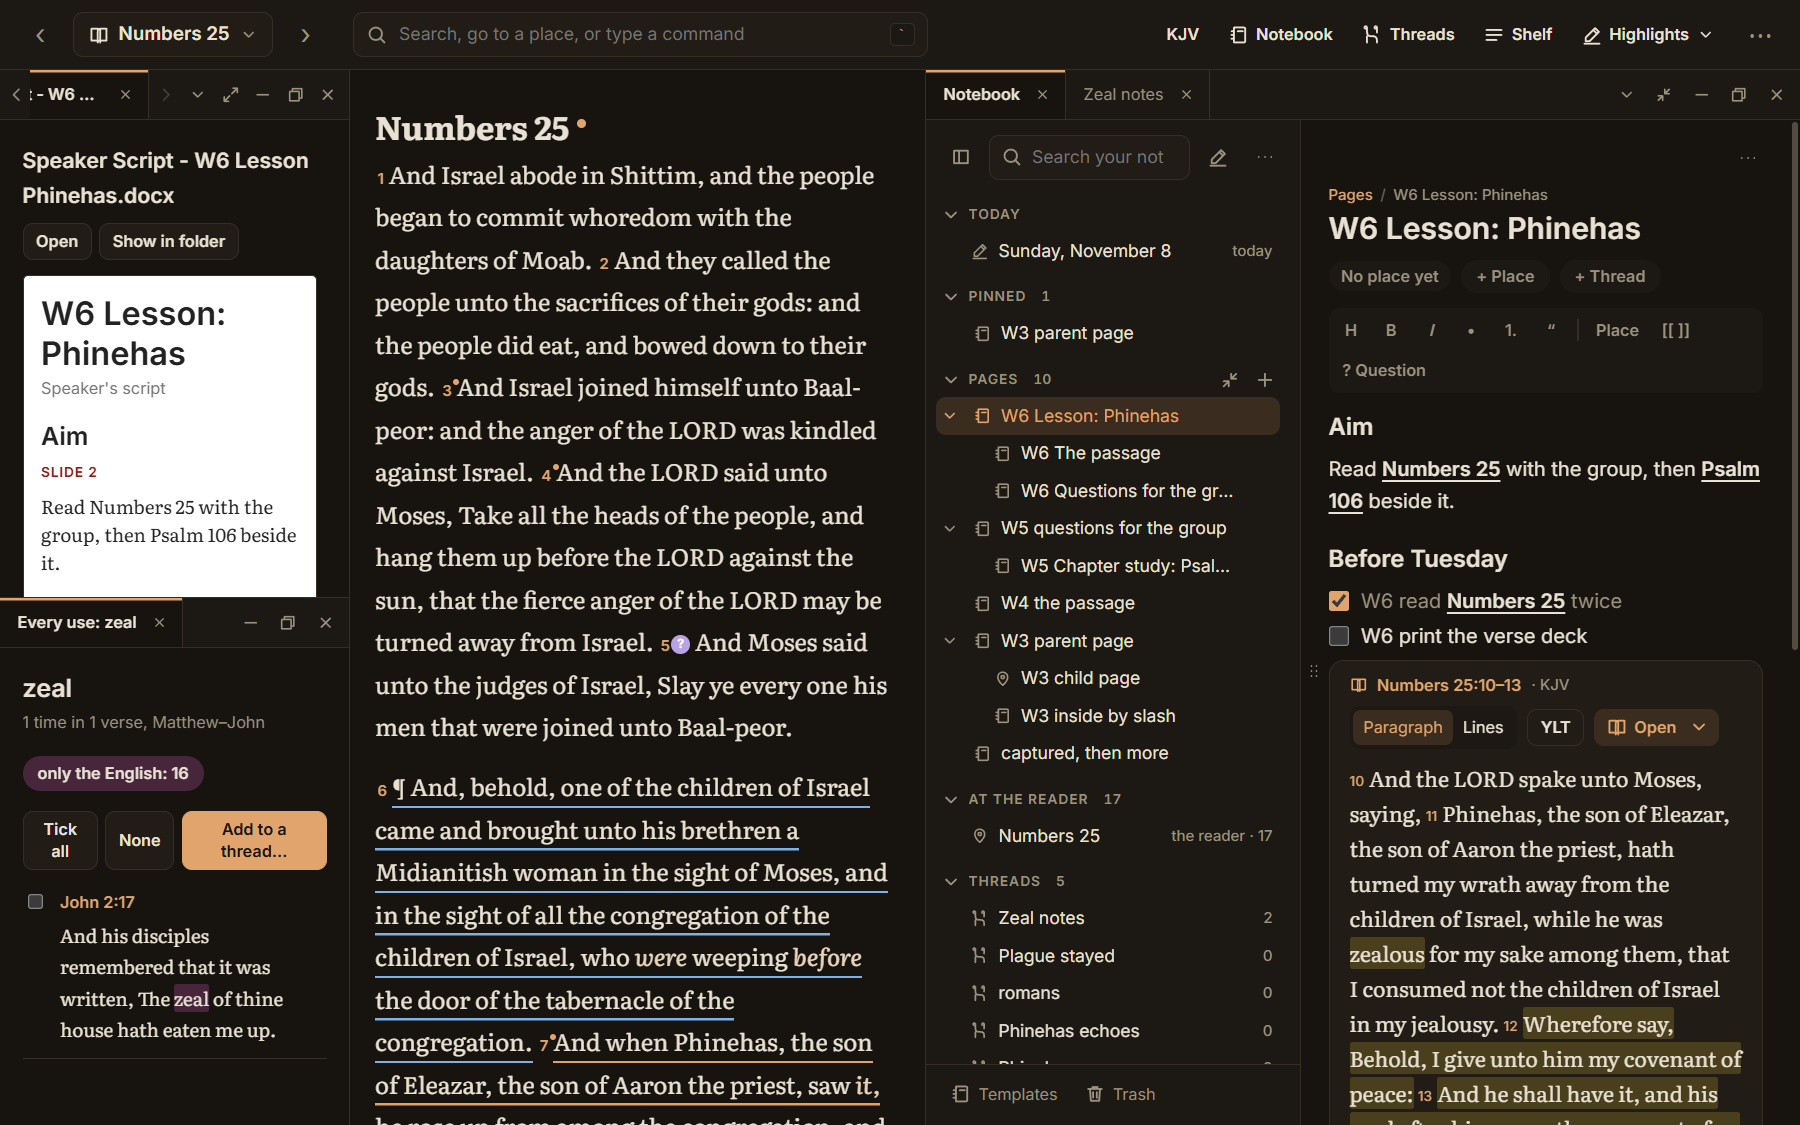 Numbers 25
Search, go to a place, or type a command
`
KJV
Notebook
Threads
Shelf
Highlights
- W6 ...
Speaker Script - W6 Lesson
Phinehas.docx
Open
Show in folder
W6 Lesson:
Phinehas
Speaker's script
Aim
SLIDE 2
Read Numbers 25 with the
group, then Psalm 106 beside
it.
Every use: zeal
zeal
1 time in 1 verse, Matthew–John
only the English: 16
Tick
all
None
Add to a
thread...
John 2:17
And his disciples
remembered that it was
written, The zeal of thine
house hath eaten me up.
Numbers 25
1 And Israel abode in Shittim, and the people
began to commit whoredom with the
daughters of Moab. 2 And they called the
people unto the sacrifices of their gods: and
the people did eat, and bowed down to their
gods. 3 And Israel joined himself unto Baal-
peor: and the anger of the LORD was kindled
against Israel. 4 And the LORD said unto
Moses, Take all the heads of the people, and
hang them up before the LORD against the
sun, that the fierce anger of the LORD may be
turned away from Israel. 5 ? And Moses said
unto the judges of Israel, Slay ye every one his
men that were joined unto Baal-peor.
6 ¶ And, behold, one of the children of Israel
came and brought unto his brethren a
Midianitish woman in the sight of Moses, and
in the sight of all the congregation of the
children of Israel, who were weeping before
the door of the tabernacle of the
congregation. 7 And when Phinehas, the son
of Eleazar, the son of Aaron the priest, saw it,
he rose up from among the congregation, and
Notebook
Zeal notes
Search your not
TODAY
Sunday, November 8
today
PINNED 1
W3 parent page
PAGES 10
W6 Lesson: Phinehas
W6 The passage
W6 Questions for the gr...
W5 questions for the group
W5 Chapter study: Psal...
W4 the passage
W3 parent page
W3 child page
W3 inside by slash
captured, then more
AT THE READER 17
Numbers 25
the reader · 17
THREADS 5
Zeal notes 2
Plague stayed 0
romans 0
Phinehas echoes 0
Templates
Trash
Pages / W6 Lesson: Phinehas
W6 Lesson: Phinehas
No place yet
+ Place
+ Thread
H B I • 1. “ Place [[ ]]
? Question
Aim
Read Numbers 25 with the group, then Psalm
106 beside it.
Before Tuesday
W6 read Numbers 25 twice
W6 print the verse deck
Numbers 25:10–13 · KJV
Paragraph
Lines
YLT
Open
10 And the LORD spake unto Moses,
saying, 11 Phinehas, the son of Eleazar,
the son of Aaron the priest, hath
turned my wrath away from the
children of Israel, while he was
zealous for my sake among them, that
I consumed not the children of Israel
in my jealousy. 12 Wherefore say,
Behold, I give unto him my covenant of
peace: 13 And he shall have it, and his